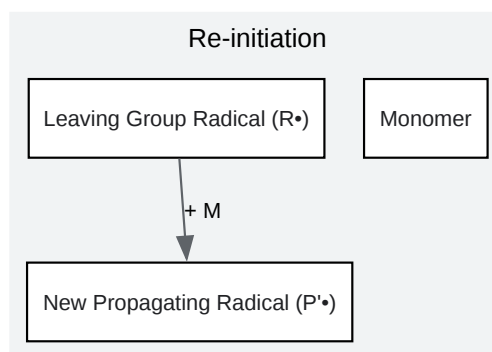 Re-initiation
Leaving Group Radical (R•)
Monomer
+ M
New Propagating Radical (P'•)